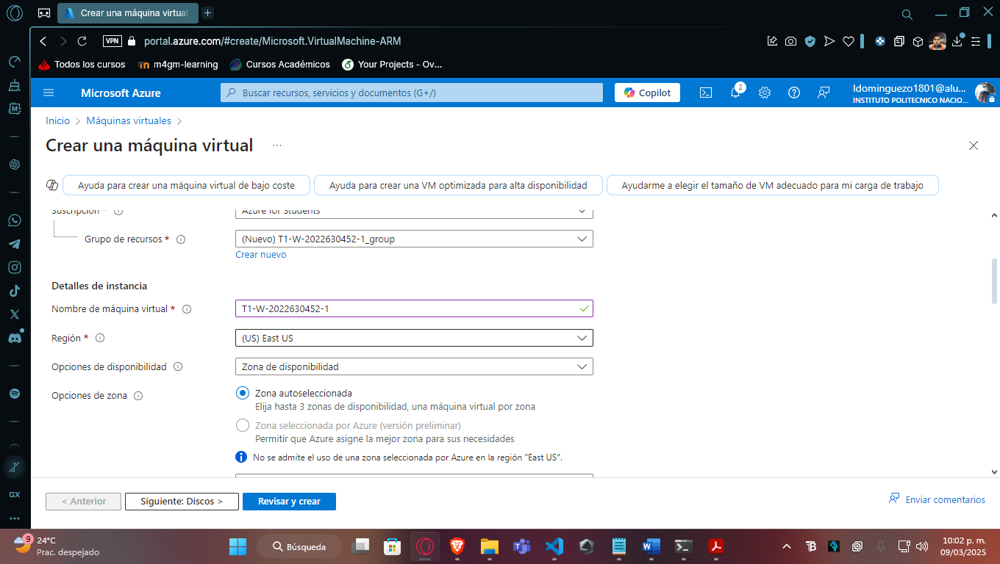 Crear una máquina virtual
VPN
portal.azure.com/#create/Microsoft.VirtualMachine-ARM
Todos los cursos
m4gm-learning
Cursos Académicos
Your Projects - Ov...
Microsoft Azure
Buscar recursos, servicios y documentos (G+/)
Copilot
2
ldominguezo1801@alu...
INSTITUTO POLITECNICO NACIO...
Inicio > Máquinas virtuales >
Crear una máquina virtual ...
Ayuda para crear una máquina virtual de bajo coste
Ayuda para crear una VM optimizada para alta disponibilidad
Ayudarme a elegir el tamaño de VM adecuado para mi carga de trabajo
Suscripción *
Azure for Students
Grupo de recursos *
(Nuevo) T1-W-2022630452-1_group
Crear nuevo
Detalles de instancia
Nombre de máquina virtual *
T1-W-2022630452-1
Región *
(US) East US
Opciones de disponibilidad
Zona de disponibilidad
Opciones de zona
Zona autoseleccionada
Elija hasta 3 zonas de disponibilidad, una máquina virtual por zona
Zona seleccionada por Azure (versión preliminar)
Permitir que Azure asigne la mejor zona para sus necesidades
No se admite el uso de una zona seleccionada por Azure en la región "East US".
< Anterior
Siguiente: Discos >
Revisar y crear
Enviar comentarios
GX
9
24°C
Prac. despejado
Búsqueda
10:02 p. m.
09/03/2025